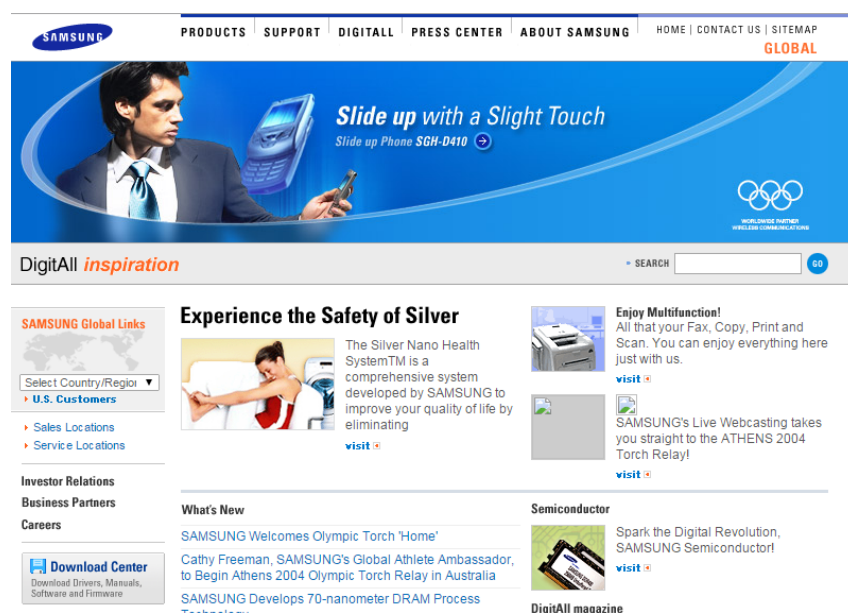 SAMSUNG
PRODUCTS SUPPORT DIGITALL PRESS CENTER ABOUT SAMSUNG
HOME | CONTACT US | SITEMAP
GLOBAL
Slide up with a Slight Touch
Slide up Phone SGH-D410
WORLDWIDE PARTNER
WIRELESS COMMUNICATIONS
DigitAll inspiration
SEARCH
GO
SAMSUNG Global Links
Select Country/Region
U.S. Customers
Sales Locations
Service Locations
Investor Relations
Business Partners
Careers
Download Center
Download Drivers, Manuals,
Software and Firmware
Experience the Safety of Silver
The Silver Nano Health
SystemTM is a
comprehensive system
developed by SAMSUNG to
improve your quality of life by
eliminating
visit
Enjoy Multifunction!
All that your Fax, Copy, Print and
Scan. You can enjoy everything here
just with us.
visit
SAMSUNG's Live Webcasting takes
you straight to the ATHENS 2004
Torch Relay!
visit
What's New
SAMSUNG Welcomes Olympic Torch 'Home'
Cathy Freeman, SAMSUNG's Global Athlete Ambassador,
to Begin Athens 2004 Olympic Torch Relay in Australia
SAMSUNG Develops 70-nanometer DRAM Process
Technology
Semiconductor
Spark the Digital Revolution,
SAMSUNG Semiconductor!
visit
DigitAll magazine